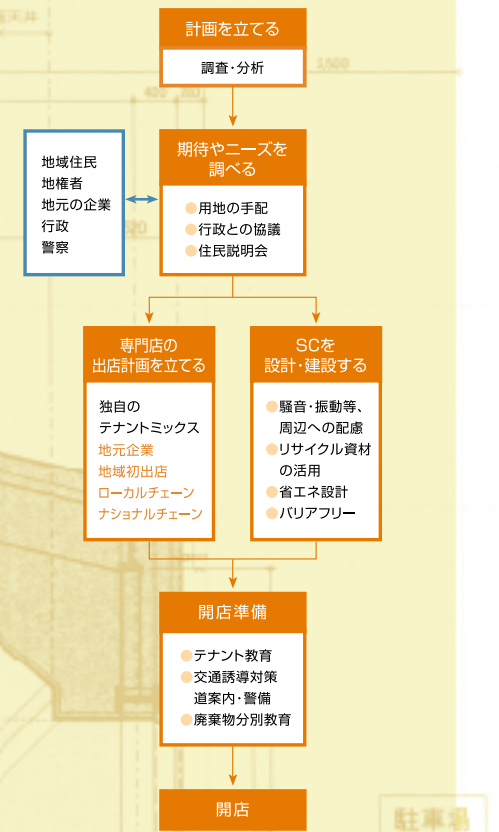 計画を立てる
調査・分析
3,500
400
200
期待やニーズを
調べる
地域住民
地権者
地元の企業
行政
警察
●用地の手配
●行政との協議
●住民説明会
専門店の
出店計画を立てる
独自の
テナントミックス
地元企業
地域初出店
ローカルチェーン
ナショナルチェーン
SCを
設計・建設する
●騒音・振動等、
周辺への配慮
●リサイクル資材
の活用
●省エネ設計
●バリアフリー
開店準備
●テナント教育
●交通誘導対策
道案内・警備
●廃棄物分別教育
開店
駐車場